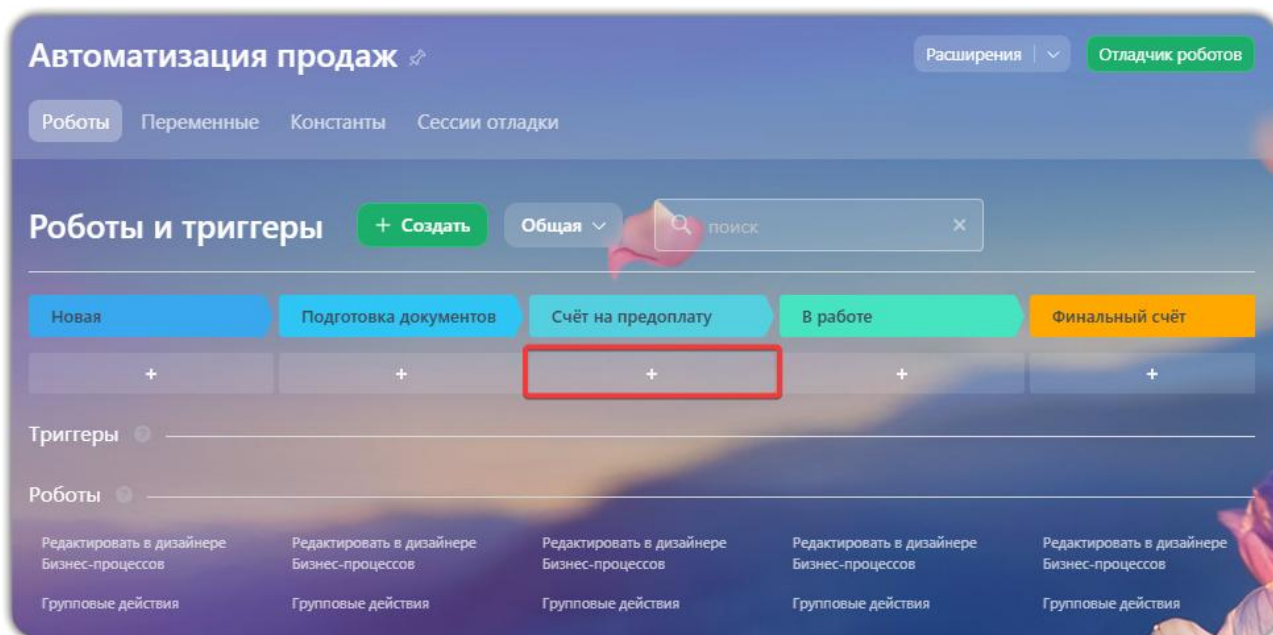 Автоматизация продаж
Расширения
Отладчик роботов
Роботы Переменные Константы Сессии отладки
Роботы и триггеры
+ Создать
Общая
поиск
Новая
Подготовка документов
Счёт на предоплату
В работе
Финальный счёт
+ + + + +
Триггеры ?
Роботы ?
Редактировать в дизайнере
Бизнес-процессов
Групповые действия
Редактировать в дизайнере
Бизнес-процессов
Групповые действия
Редактировать в дизайнере
Бизнес-процессов
Групповые действия
Редактировать в дизайнере
Бизнес-процессов
Групповые действия
Редактировать в дизайнере
Бизнес-процессов
Групповые действия